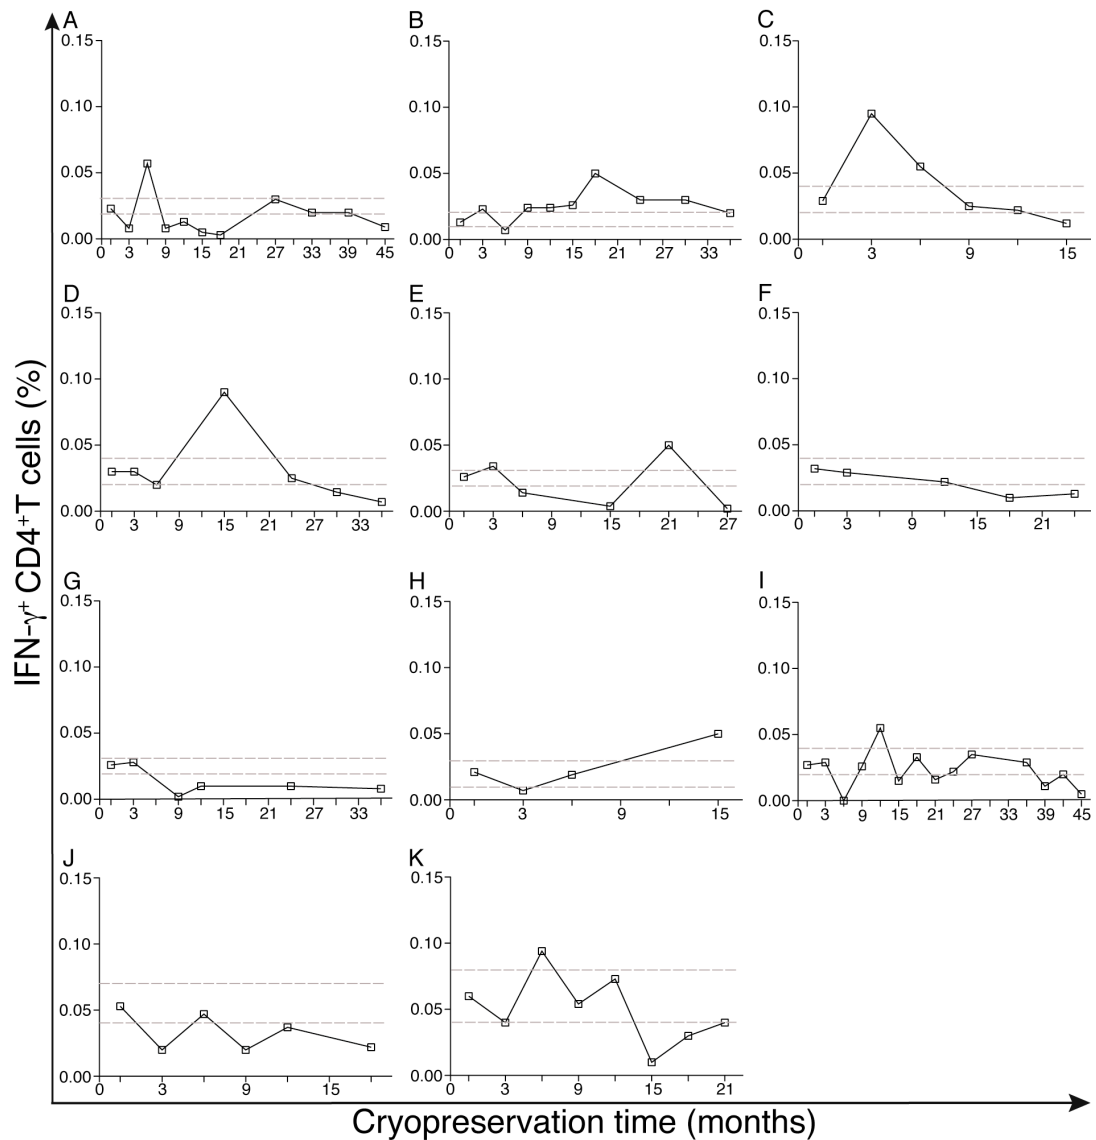 A
0.15
0.10
0.05
0.00
0 3 9 15 21 27 33 39 45
B
0.15
0.10
0.05
0.00
0 3 9 15 21 27 33
C
0.15
0.10
0.05
0.00
0 3 9 15
D
0.15
0.10
0.05
0.00
0 3 9 15 21 27 33
E
0.15
0.10
0.05
0.00
0 3 9 15 21 27
F
0.15
0.10
0.05
0.00
0 3 9 15 21
G
0.15
0.10
0.05
0.00
0 3 9 15 21 27 33
H
0.15
0.10
0.05
0.00
0 3 9 15
I
0.15
0.10
0.05
0.00
0 3 9 15 21 27 33 39 45
J
0.15
0.10
0.05
0.00
0 3 9 15
K
0.15
0.10
0.05
0.00
0 3 9 15 21
IFN-γ⁺ CD4⁺T cells (%)
Cryopreservation time (months)